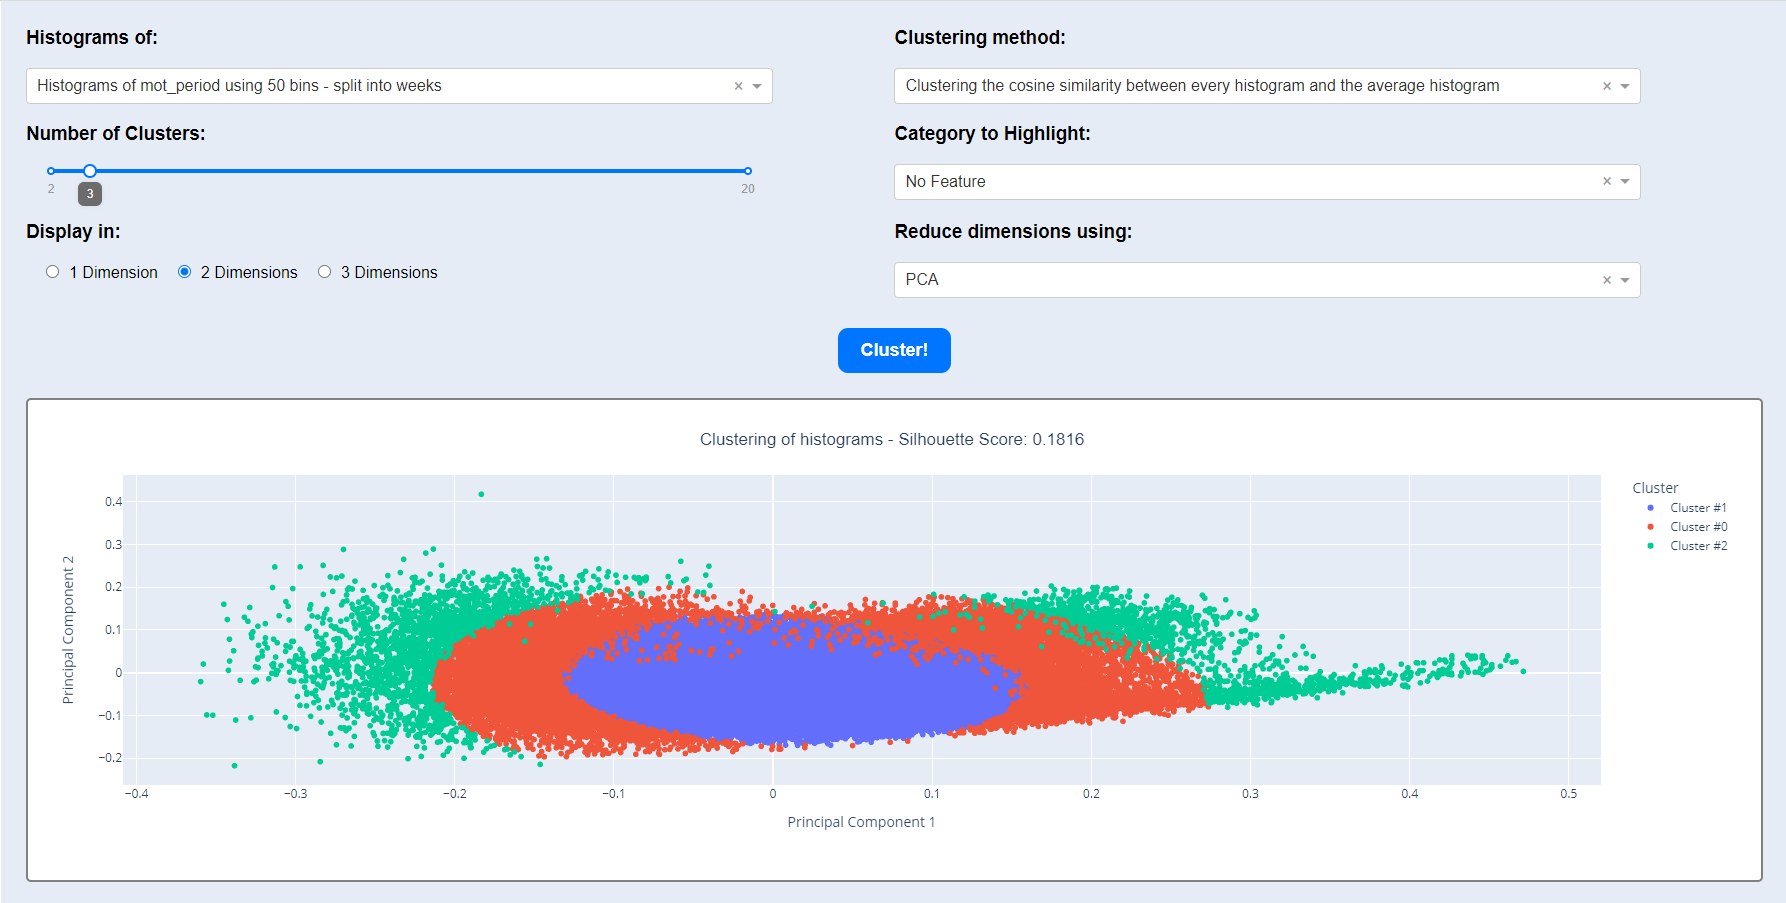 Histograms of:
Histograms of mot_period using 50 bins - split into weeks
Clustering method:
Clustering the cosine similarity between every histogram and the average histogram
Number of Clusters:
2
3
20
Category to Highlight:
No Feature
Display in:
1 Dimension
2 Dimensions
3 Dimensions
Reduce dimensions using:
PCA
Cluster!
Clustering of histograms - Silhouette Score: 0.1816
Principal Component 2
0.4
0.3
0.2
0.1
0
−0.1
−0.2
−0.4
−0.3
−0.2
−0.1
0
0.1
0.2
0.3
0.4
0.5
Principal Component 1
Cluster
Cluster #1
Cluster #0
Cluster #2